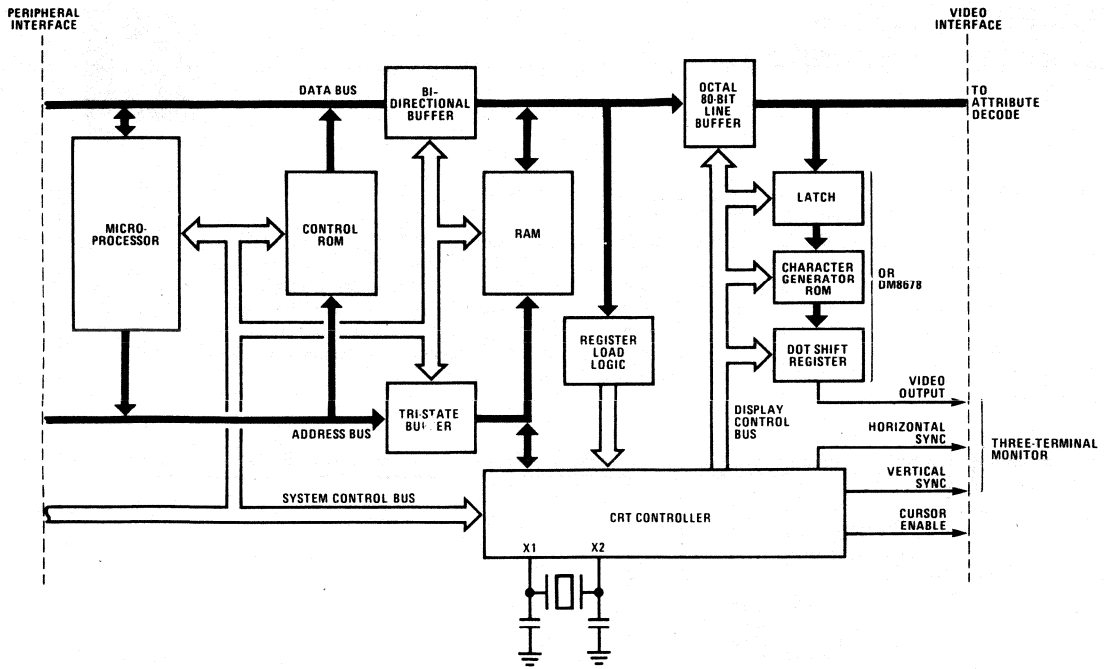 PERIPHERAL
INTERFACE
VIDEO
INTERFACE
DATA BUS
BI-
DIRECTIONAL
BUFFER
OCTAL
80-BIT
LINE
BUFFER
TO
ATTRIBUTE
DECODE
MICRO-
PROCESSOR
CONTROL
ROM
RAM
LATCH
CHARACTER
GENERATOR
ROM
OR
DM8678
REGISTER
LOAD
LOGIC
DOT SHIFT
REGISTER
TRI-STATE
ADDRESS BUS
DISPLAY
CONTROL
BUS
VIDEO
OUTPUT
HORIZONTAL
SYNC
THREE-TERMINAL
MONITOR
VERTICAL
SYNC
SYSTEM CONTROL BUS
CRT CONTROLLER
CURSOR
ENABLE
X1
X2